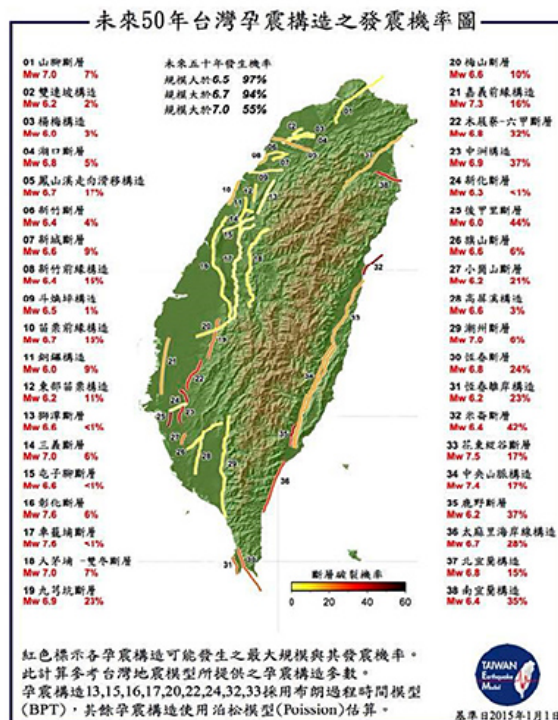 未來50年台灣孕震構造之發震機率圖
01 山腳斷層
Mw 7.0 7%
02 雙連坡構造
Mw 6.2 2%
03 楊梅構造
Mw 6.0 3%
04 湖口斷層
Mw 6.8 5%
05 鳳山溪走向滑移構造
Mw 6.7 17%
06 新竹斷層
Mw 6.4 4%
07 新城斷層
Mw 6.6 9%
08 新竹前緣構造
Mw 6.4
09 斗煥坪構造
Mw 6.5 1%
10 苗栗前緣構造
Mw 6.7
11 銅鑼構造
Mw 6.0 9%
12 東部苗栗構造
Mw 6.2 11%
13 獅潭斷層
Mw 6.6 <1%
14 三義斷層
Mw 7.0 6%
15 屯子腳斷層
Mw 6.6 <1%
16 彰化斷層
Mw 7.6 6%
17 車籠埔斷層
Mw 7.6 <1%
18 大茅埔-雙冬斷層
Mw 7.0 7%
19 九芎坑斷層
Mw 6.9 23%
未來五十年發生機率
規模大於6.5 97%
規模大於6.7 94%
規模大於7.0 55%
20 梅山斷層
Mw 6.6 10%
21 嘉義前緣構造
Mw 7.3 16%
22 木屐寮-六甲斷層
Mw 6.8 32%
23 中洲構造
Mw 6.9 37%
24 新化斷層
Mw 6.3 <1%
25 後甲里斷層
Mw 6.0 44%
26 旗山斷層
Mw 6.6 6%
27 小崗山斷層
Mw 6.2 21%
28 高屏溪構造
Mw 6.6 3%
29 潮州斷層
Mw 7.0 6%
30 恆春斷層
Mw 6.8 24%
31 恆春離岸構造
Mw 6.2 23%
32 米崙斷層
Mw 6.4 42%
33 花東縱谷斷層
Mw 7.5 17%
34 中央山脈構造
Mw 7.4 17%
35 鹿野斷層
Mw 6.2 37%
36 太麻里海岸線構造
Mw 6.7 28%
37 北宜蘭構造
Mw 6.8 15%
38 南宜蘭構造
Mw 6.4 35%
斷層破裂機率
0 20 40 60
紅色標示各孕震構造可能發生之最大規模與其發震機率。
此計算參考台灣地震模型所提供之孕震構造參數。
孕震構造13,15,16,17,20,22,24,32,33採用布朗過程時間模型
(BPT),其餘孕震構造使用泊松模型(Poission)估算。
TAIWAN
Earthquake
Model
基準日2015年1月1日